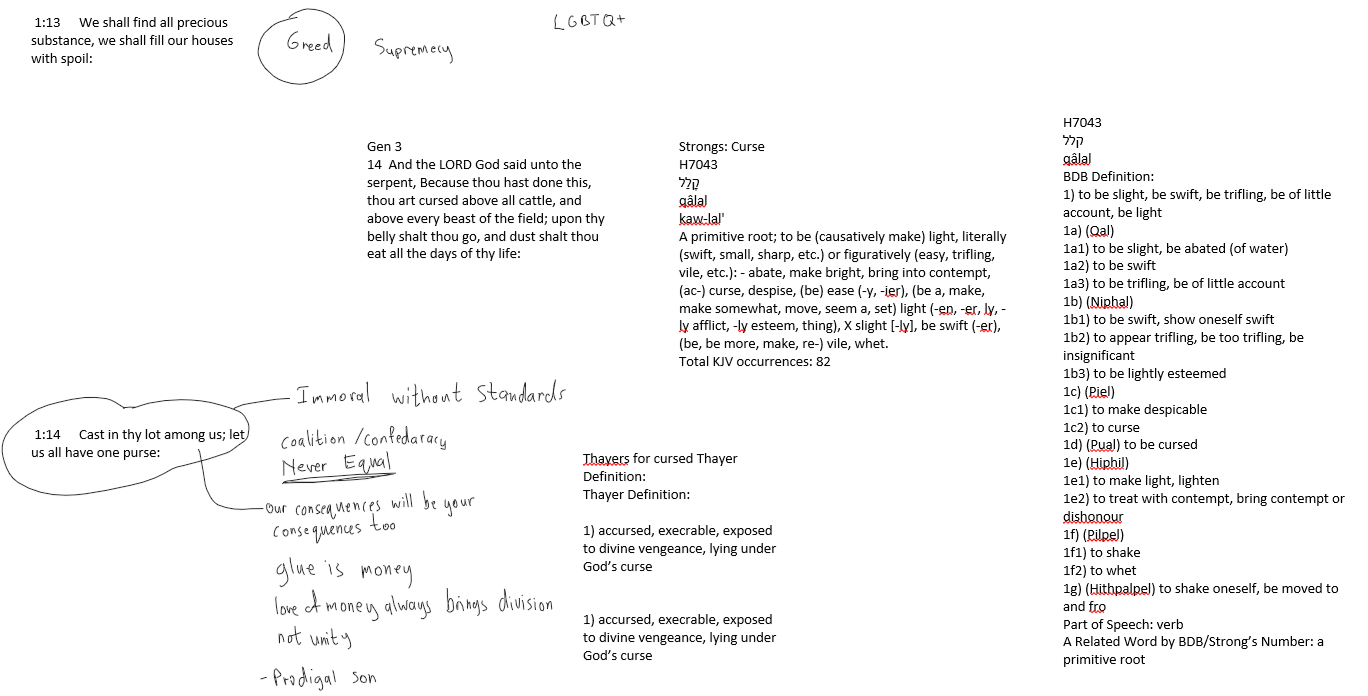 1:13 We shall find all precious
substance, we shall fill our houses
with spoil:
Greed
Supremecy
LGBTQ+
Gen 3
14 And the LORD God said unto the
serpent, Because thou hast done this,
thou art cursed above all cattle, and
above every beast of the field; upon thy
belly shalt thou go, and dust shalt thou
eat all the days of thy life:
Strongs: Curse
H7043
קלל
qâlal
kaw-lal'
A primitive root; to be (causatively make) light, literally
(swift, small, sharp, etc.) or figuratively (easy, trifling,
vile, etc.): - abate, make bright, bring into contempt,
(ac-) curse, despise, (be) ease (-y, -ier), (be a, make,
make somewhat, move, seem a, set) light (-en, -er, ly, -
ly afflict, -ly esteem, thing), X slight [-ly], be swift (-er),
(be, be more, make, re-) vile, whet.
Total KJV occurrences: 82
H7043
קלל
qâlal
BDB Definition:
1) to be slight, be swift, be trifling, be of little
account, be light
1a) (Qal)
1a1) to be slight, be abated (of water)
1a2) to be swift
1a3) to be trifling, be of little account
1b) (Niphal)
1b1) to be swift, show oneself swift
1b2) to appear trifling, be too trifling, be
insignificant
1b3) to be lightly esteemed
1c) (Piel)
1c1) to make despicable
1c2) to curse
1d) (Pual) to be cursed
1e) (Hiphil)
1e1) to make light, lighten
1e2) to treat with contempt, bring contempt or
dishonour
1f) (Pilpel)
1f1) to shake
1f2) to whet
1g) (Hithpalpel) to shake oneself, be moved to
and fro
Part of Speech: verb
A Related Word by BDB/Strong's Number: a
primitive root
1:14 Cast in thy lot among us; let
us all have one purse:
Immoral without Standards
coalition /confedaracy
Never Equal
our consequences will be your
consequences too
glue is money
love of money always brings division
not unity
- Prodigal son
Thayers for cursed Thayer
Definition:
Thayer Definition:
1) accursed, execrable, exposed
to divine vengeance, lying under
God's curse
1) accursed, execrable, exposed
to divine vengeance, lying under
God's curse